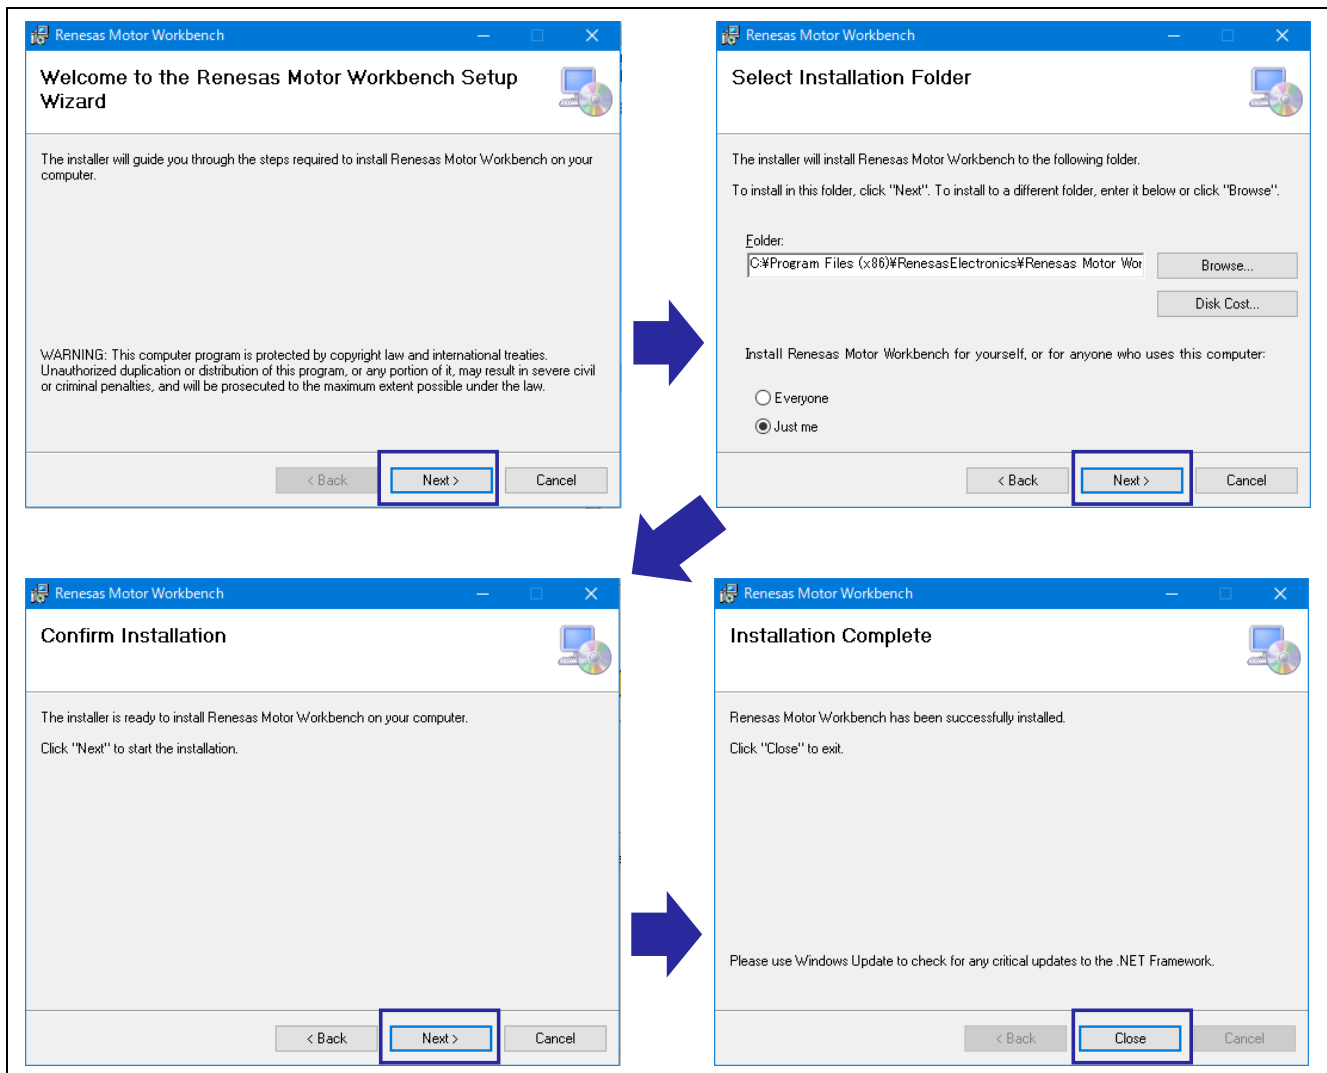 Renesas Motor Workbench
Welcome to the Renesas Motor Workbench Setup
Wizard
The installer will guide you through the steps required to install Renesas Motor Workbench on your
computer.
WARNING: This computer program is protected by copyright law and international treaties.
Unauthorized duplication or distribution of this program, or any portion of it, may result in severe civil
or criminal penalties, and will be prosecuted to the maximum extent possible under the law.
< Back
Next >
Cancel
Renesas Motor Workbench
Select Installation Folder
The installer will install Renesas Motor Workbench to the following folder.
To install in this folder, click "Next". To install to a different folder, enter it below or click "Browse".
Folder:
C:¥Program Files (x86)¥RenesasElectronics¥Renesas Motor Wor
Browse...
Disk Cost...
Install Renesas Motor Workbench for yourself, or for anyone who uses this computer:
Everyone
Just me
< Back
Next >
Cancel
Renesas Motor Workbench
Confirm Installation
The installer is ready to install Renesas Motor Workbench on your computer.
Click "Next" to start the installation.
< Back
Next >
Cancel
Renesas Motor Workbench
Installation Complete
Renesas Motor Workbench has been successfully installed.
Click "Close" to exit.
Please use Windows Update to check for any critical updates to the .NET Framework.
< Back
Close
Cancel